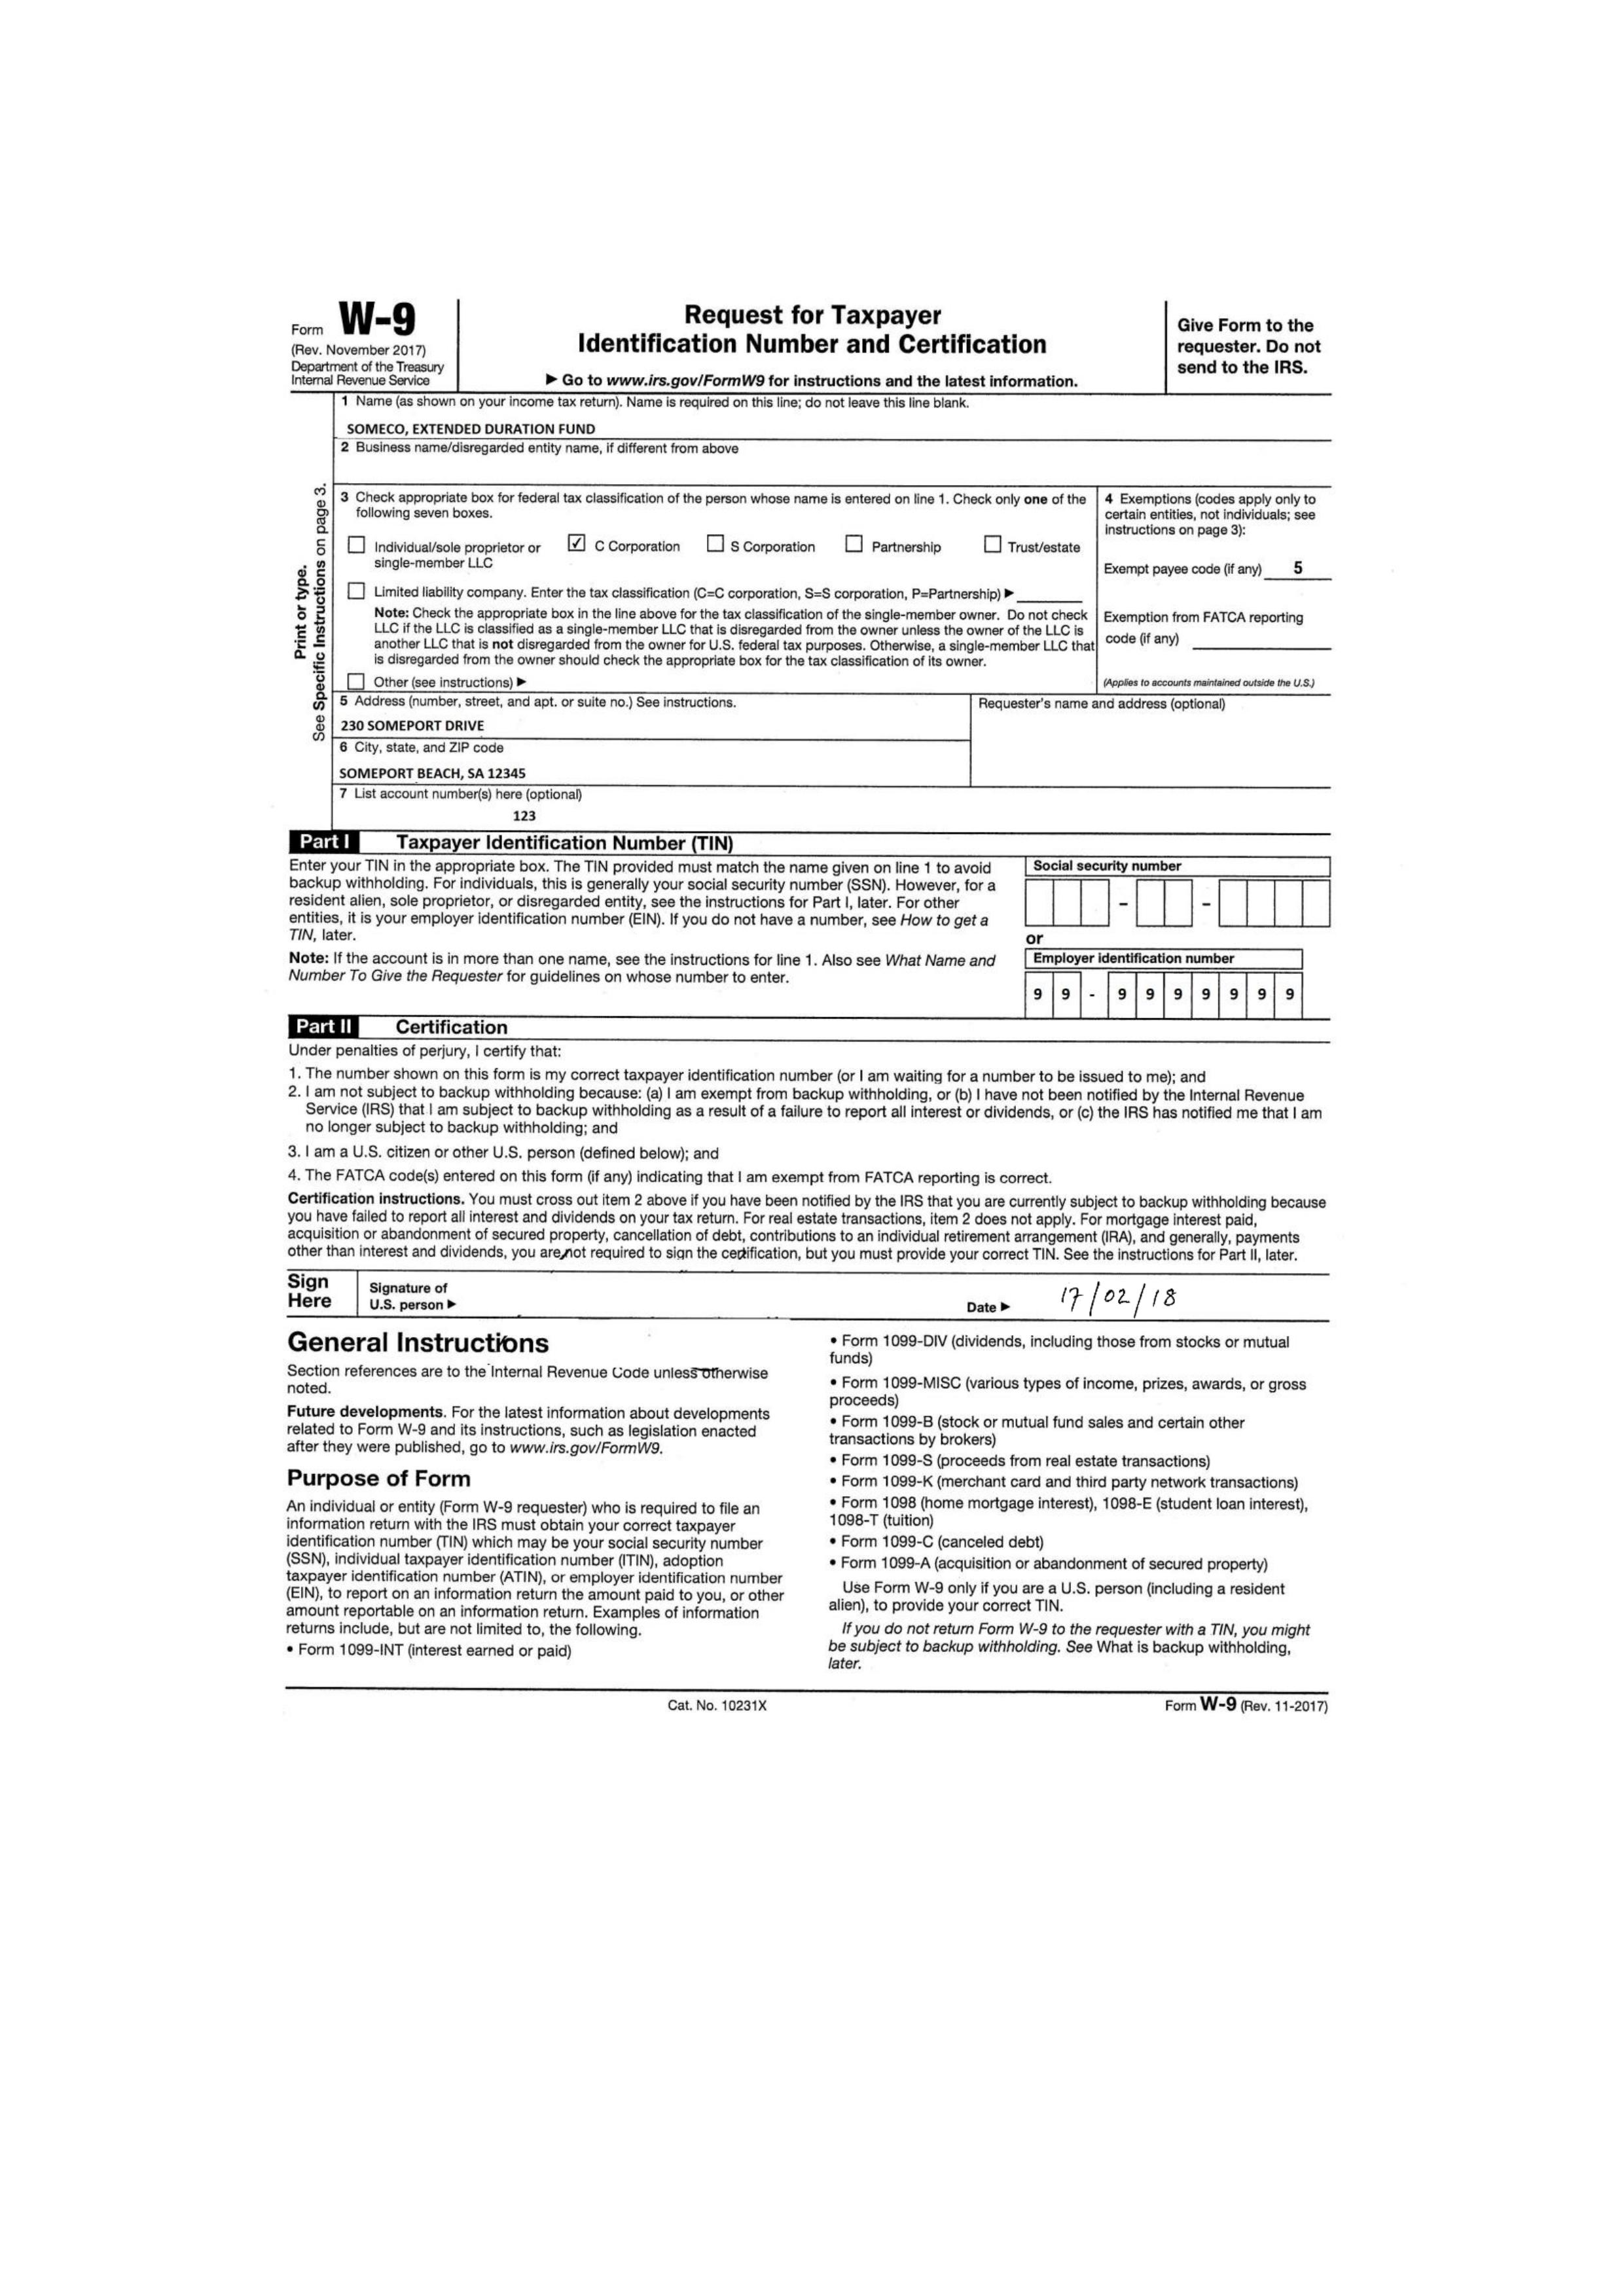 Form W-9
(Rev. November 2017)
Department of the Treasury
Internal Revenue Service
Request for Taxpayer
Identification Number and Certification
▶ Go to www.irs.gov/FormW9 for instructions and the latest information.
Give Form to the
requester. Do not
send to the IRS.
Print or type.
See Specific Instructions on page 3.
1 Name (as shown on your income tax return). Name is required on this line; do not leave this line blank.
SOMECO, EXTENDED DURATION FUND
2 Business name/disregarded entity name, if different from above
3 Check appropriate box for federal tax classification of the person whose name is entered on line 1. Check only one of the
following seven boxes.
☐ Individual/sole proprietor or
single-member LLC
☑ C Corporation ☐ S Corporation ☐ Partnership ☐ Trust/estate
☐ Limited liability company. Enter the tax classification (C=C corporation, S=S corporation, P=Partnership) ▶
Note: Check the appropriate box in the line above for the tax classification of the single-member owner. Do not check
LLC if the LLC is classified as a single-member LLC that is disregarded from the owner unless the owner of the LLC is
another LLC that is not disregarded from the owner for U.S. federal tax purposes. Otherwise, a single-member LLC that
is disregarded from the owner should check the appropriate box for the tax classification of its owner.
☐ Other (see instructions) ▶
4 Exemptions (codes apply only to
certain entities, not individuals; see
instructions on page 3):
Exempt payee code (if any) 5
Exemption from FATCA reporting
code (if any)
(Applies to accounts maintained outside the U.S.)
5 Address (number, street, and apt. or suite no.) See instructions.
230 SOMEPORT DRIVE
Requester's name and address (optional)
6 City, state, and ZIP code
SOMEPORT BEACH, SA 12345
7 List account number(s) here (optional)
123
Part I Taxpayer Identification Number (TIN)
Enter your TIN in the appropriate box. The TIN provided must match the name given on line 1 to avoid
backup withholding. For individuals, this is generally your social security number (SSN). However, for a
resident alien, sole proprietor, or disregarded entity, see the instructions for Part I, later. For other
entities, it is your employer identification number (EIN). If you do not have a number, see How to get a
TIN, later.
Note: If the account is in more than one name, see the instructions for line 1. Also see What Name and
Number To Give the Requester for guidelines on whose number to enter.
Social security number
- -
or
Employer identification number
9 9 - 9 9 9 9 9 9 9
Part II Certification
Under penalties of perjury, I certify that:
1. The number shown on this form is my correct taxpayer identification number (or I am waiting for a number to be issued to me); and
2. I am not subject to backup withholding because: (a) I am exempt from backup withholding, or (b) I have not been notified by the Internal Revenue
Service (IRS) that I am subject to backup withholding as a result of a failure to report all interest or dividends, or (c) the IRS has notified me that I am
no longer subject to backup withholding; and
3. I am a U.S. citizen or other U.S. person (defined below); and
4. The FATCA code(s) entered on this form (if any) indicating that I am exempt from FATCA reporting is correct.
Certification instructions. You must cross out item 2 above if you have been notified by the IRS that you are currently subject to backup withholding because
you have failed to report all interest and dividends on your tax return. For real estate transactions, item 2 does not apply. For mortgage interest paid,
acquisition or abandonment of secured property, cancellation of debt, contributions to an individual retirement arrangement (IRA), and generally, payments
other than interest and dividends, you are not required to sign the certification, but you must provide your correct TIN. See the instructions for Part II, later.
Sign
Here
Signature of
U.S. person ▶
Date ▶ 17/02/18
General Instructions
Section references are to the Internal Revenue Code unless otherwise
noted.
Future developments. For the latest information about developments
related to Form W-9 and its instructions, such as legislation enacted
after they were published, go to www.irs.gov/FormW9.
Purpose of Form
An individual or entity (Form W-9 requester) who is required to file an
information return with the IRS must obtain your correct taxpayer
identification number (TIN) which may be your social security number
(SSN), individual taxpayer identification number (ITIN), adoption
taxpayer identification number (ATIN), or employer identification number
(EIN), to report on an information return the amount paid to you, or other
amount reportable on an information return. Examples of information
returns include, but are not limited to, the following.
• Form 1099-INT (interest earned or paid)
• Form 1099-DIV (dividends, including those from stocks or mutual
funds)
• Form 1099-MISC (various types of income, prizes, awards, or gross
proceeds)
• Form 1099-B (stock or mutual fund sales and certain other
transactions by brokers)
• Form 1099-S (proceeds from real estate transactions)
• Form 1099-K (merchant card and third party network transactions)
• Form 1098 (home mortgage interest), 1098-E (student loan interest),
1098-T (tuition)
• Form 1099-C (canceled debt)
• Form 1099-A (acquisition or abandonment of secured property)
Use Form W-9 only if you are a U.S. person (including a resident
alien), to provide your correct TIN.
If you do not return Form W-9 to the requester with a TIN, you might
be subject to backup withholding. See What is backup withholding,
later.
Cat. No. 10231X
Form W-9 (Rev. 11-2017)